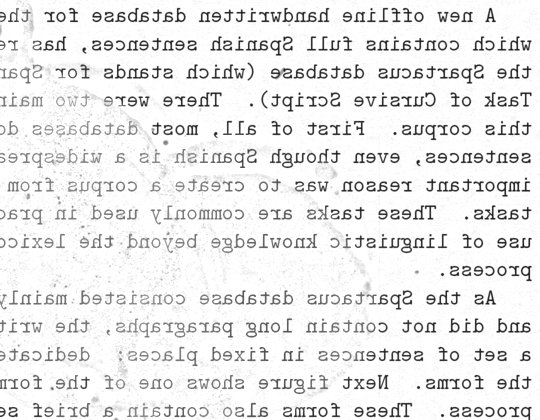 A new offline handwritten database for the
which contains full Spanish sentences, has re
the Spartacus database (which stands for Span
Task of Cursive Script). There were two main
this corpus. First of all, most databases do
sentences, even though Spanish is a widesprea
important reason was to create a corpus from
tasks. These tasks are commonly used in prac
use of linguistic knowledge beyond the lexico
process.
As the Spartacus database consisted mainly
and did not contain long paragraphs, the writ
a set of sentences in fixed places: dedicate
the forms. Next figure shows one of the form
process. These forms also contain a brief se